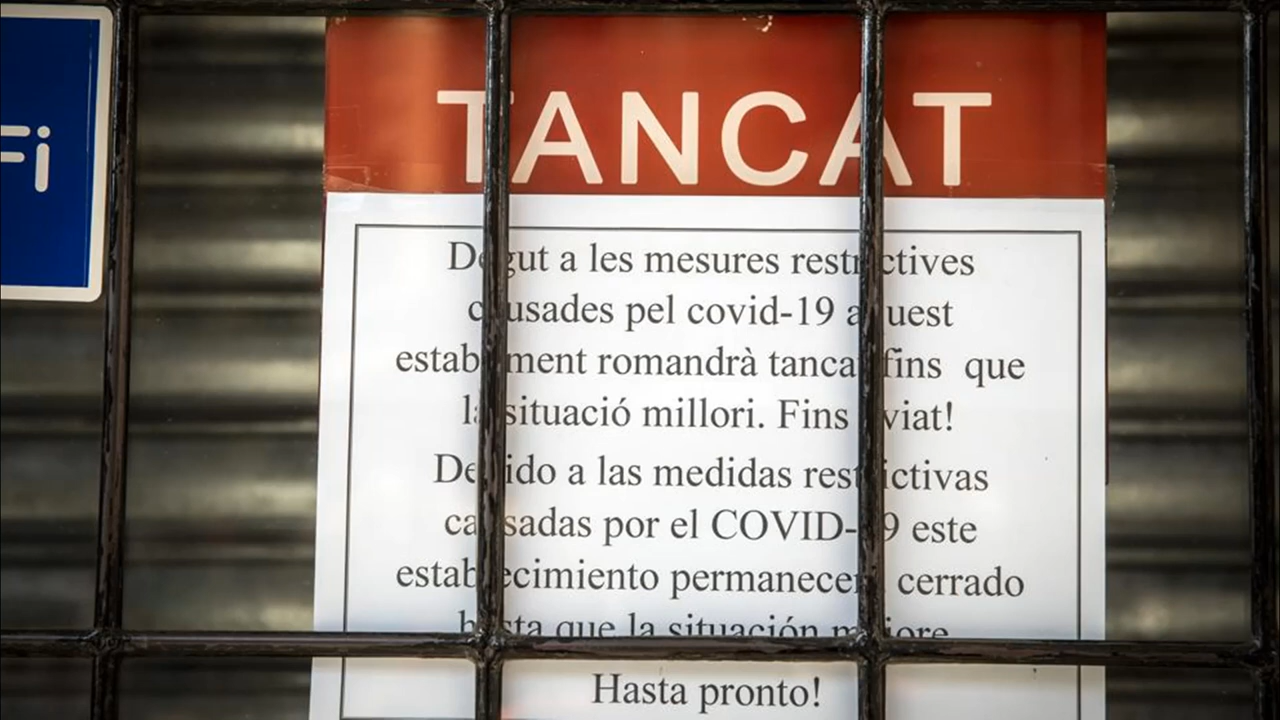 Fi
TANCAT
Degut a les mesures restrictives
causades pel covid-19 aquest
establiment romandrà tancat fins que
la situació millori. Fins aviat!
Debido a las medidas restrictivas
causadas por el COVID-19 este
establecimiento permanecerá cerrado
hasta que la situación mejore
Hasta pronto!